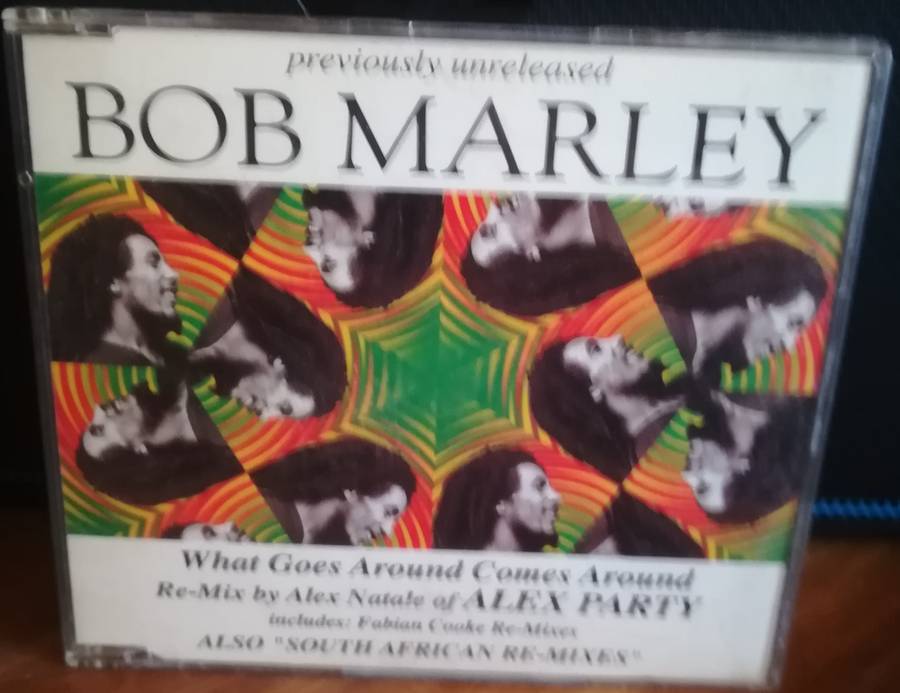 previously unreleased
BOB MARLEY
What Goes Around Comes Around
Re-Mix by Alex Natale of ALEX PARTY
includes: Fabian Cooke Re-Mixes
ALSO "SOUTH AFRICAN RE-MIXES"